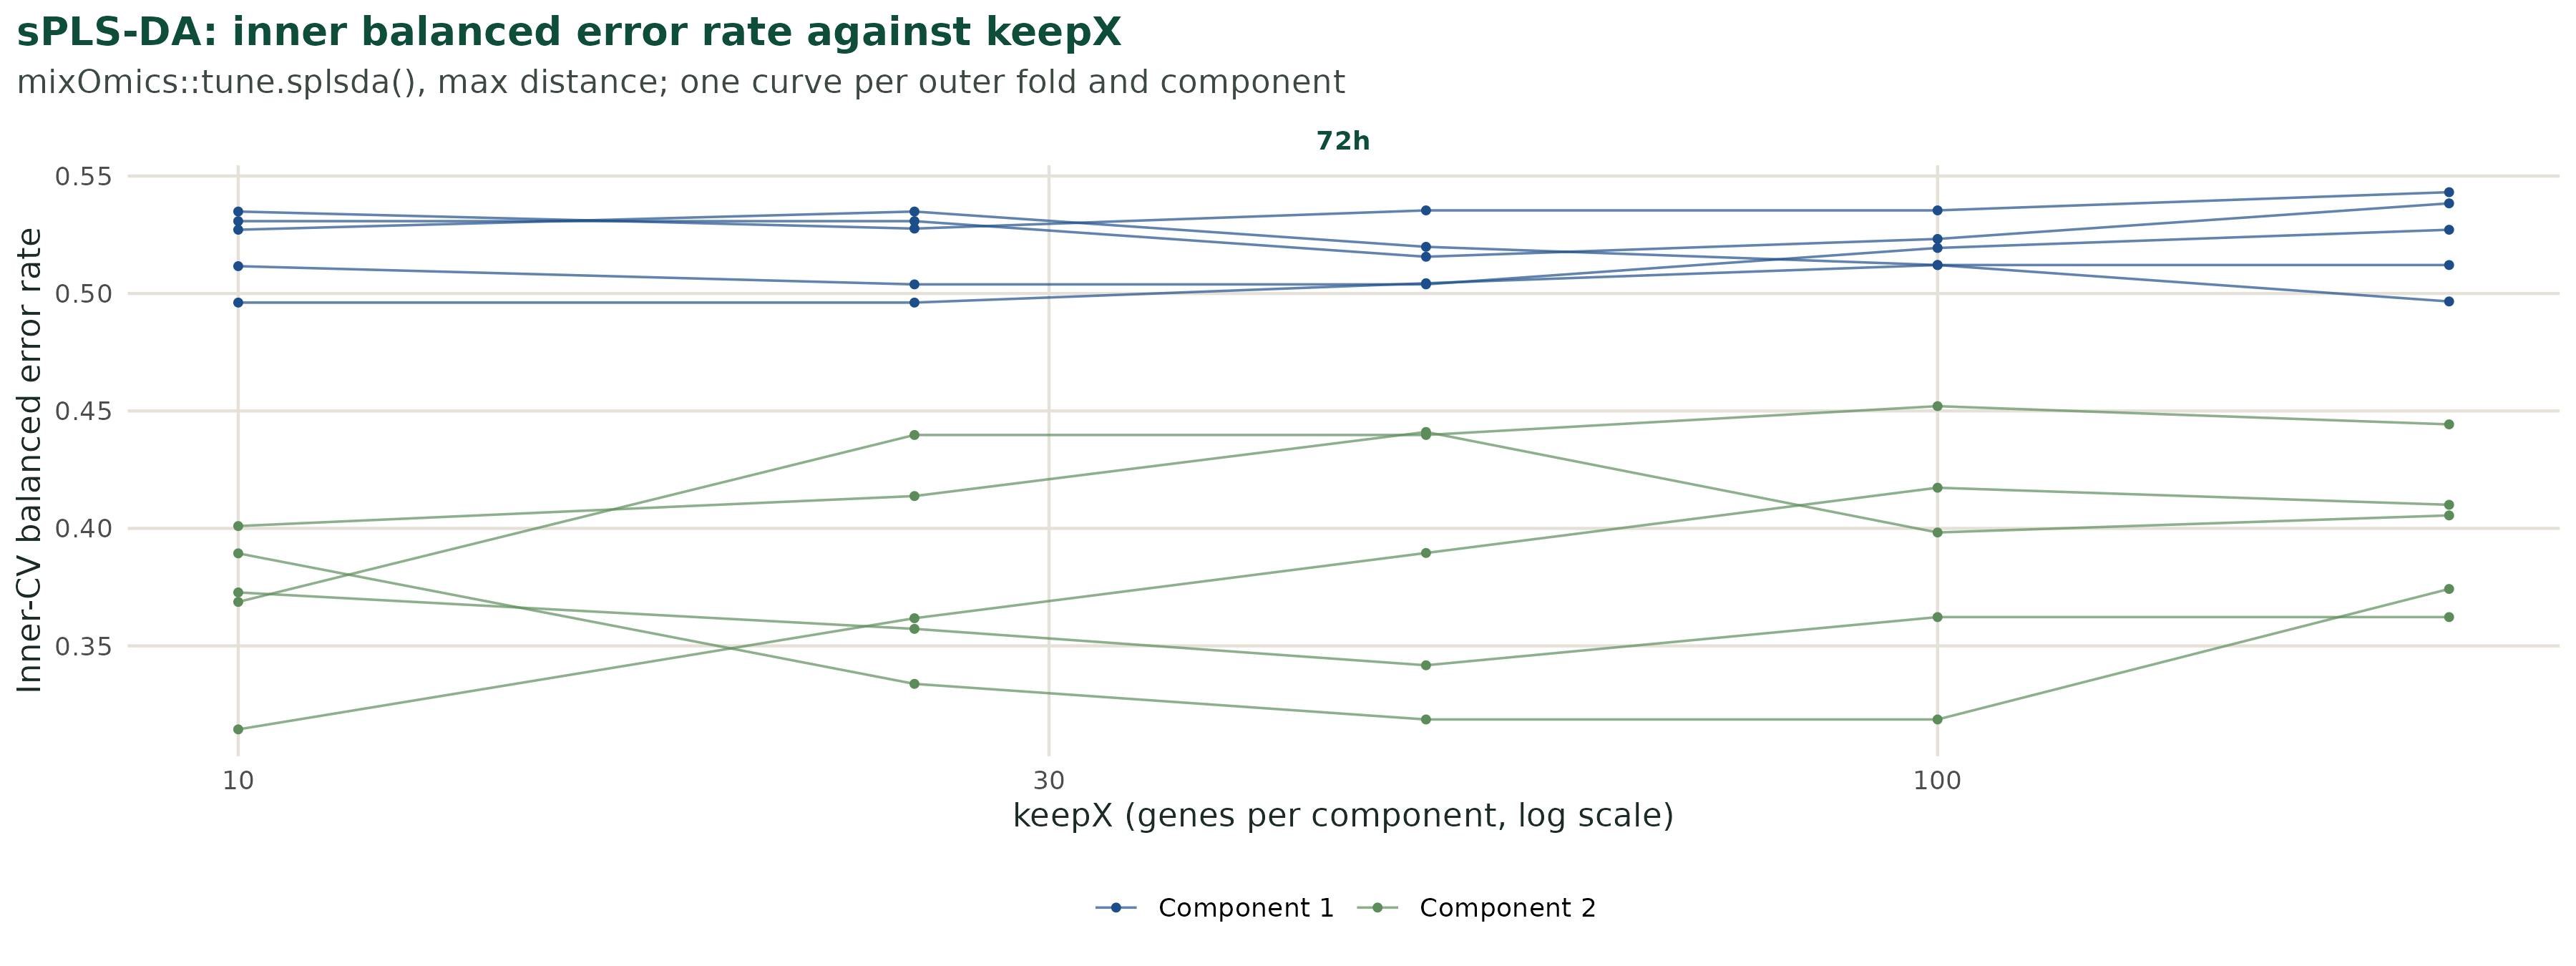 sPLS-DA: inner balanced error rate against keepX
mixOmics::tune.splsda(), max distance; one curve per outer fold and component
72h
Inner-CV balanced error rate
0.55
0.50
0.45
0.40
0.35
10
30
100
keepX (genes per component, log scale)
Component 1
Component 2